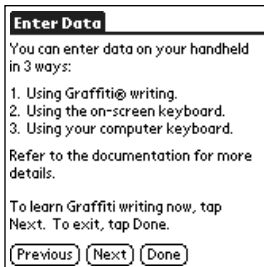 Enter Data
You can enter data on your handheld
in 3 ways:
1. Using Graffiti® writing.
2. Using the on-screen keyboard.
3. Using your computer keyboard.
Refer to the documentation for more
details.
To learn Graffiti writing now, tap
Next. To exit, tap Done.
Previous Next Done